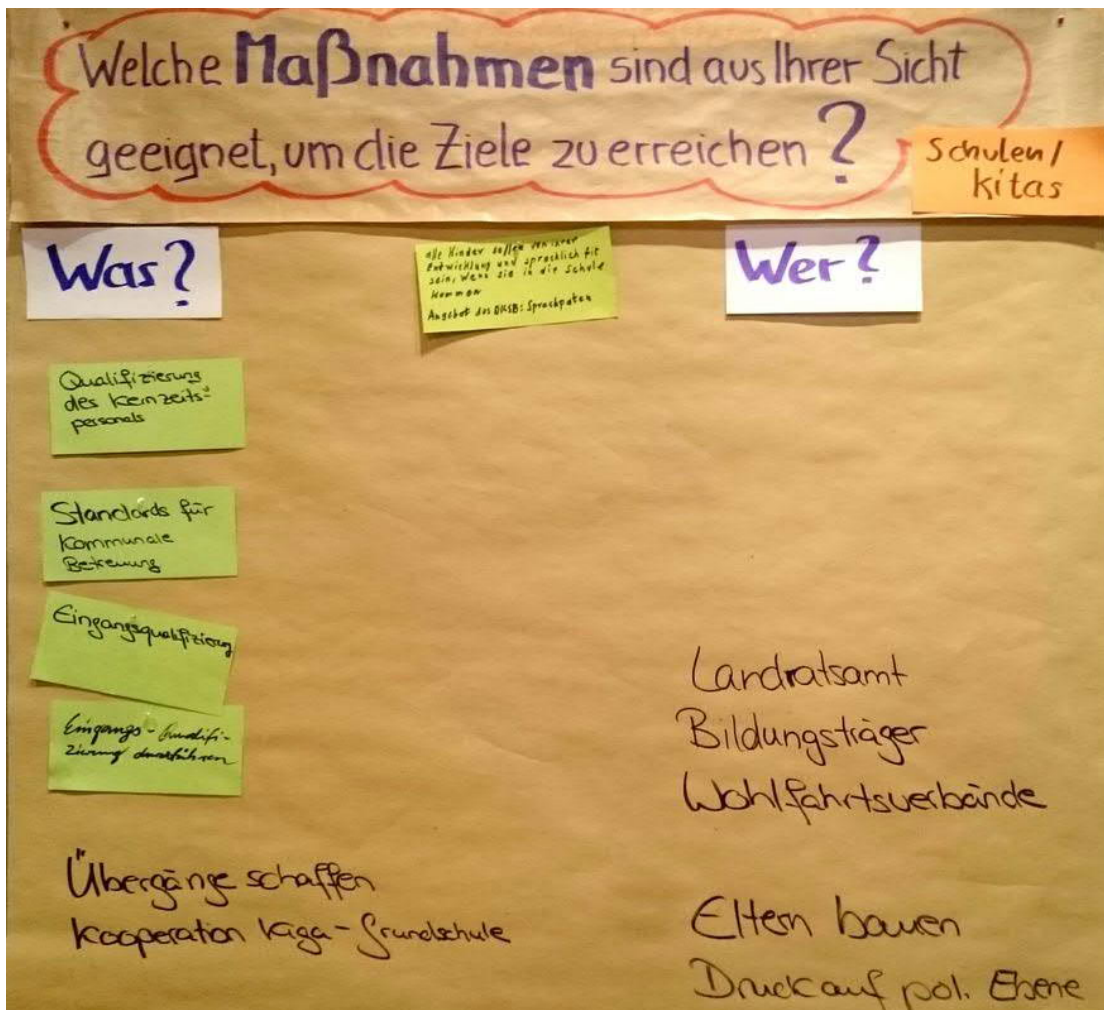 Welche Maßnahmen sind aus Ihrer Sicht
geeignet, um die Ziele zu erreichen ?
Schulen/
Kitas
Was?
alle Kinder sollen von ihrer
Entwicklung und sprachlich fit
sein, wenn sie in die Schule
kommen
Angebot des DKSB: Sprachpaten
Wer?
Qualifizierung
des Kernzeits-
personals
Standards für
Kommunale
Betreuung
Eingangsqualifizierung
Eingangs-Qualifi-
zierung durchführen
Landratsamt
Bildungsträger
Wohlfahrtsverbände
Übergänge schaffen
Kooperation Kiga-Grundschule
Eltern bauen
Druck auf pol. Ebene